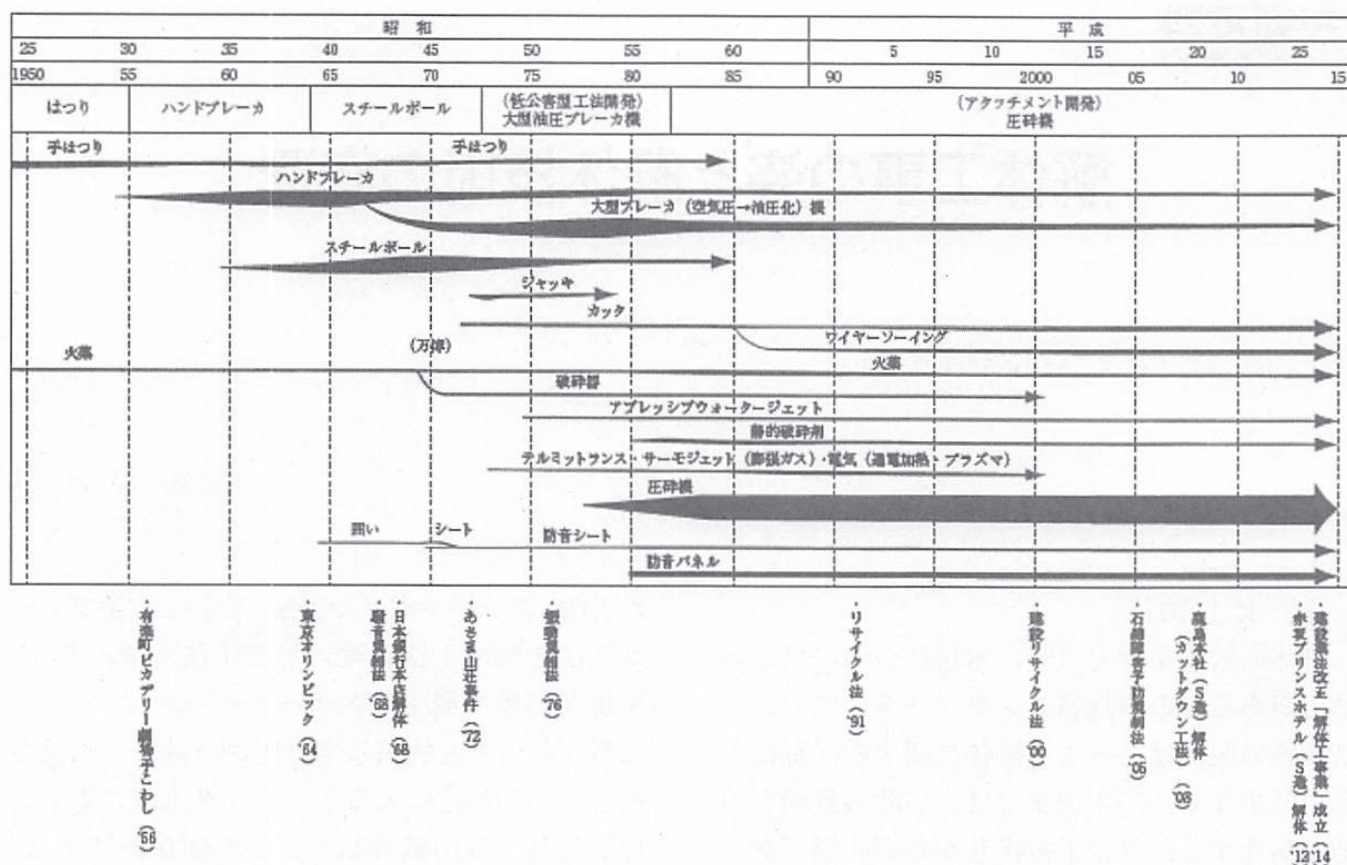 昭和 平成
25 30 35 40 45 50 55 60 5 10 15 20 25
1950 55 60 65 70 75 80 85 90 95 2000 05 10 15
はつり ハンドブレーカ スチールボール (低公害型工法開発) 大型油圧ブレーカ機 (アタッチメント開発) 圧砕機
手はつり 手はつり
ハンドブレーカ
大型ブレーカ(空気圧→油圧化)機
スチールボール
ジャッキ
カッタ
ワイヤーソーイング
火薬 (万博) 火薬
破砕器
アブレッシブウォータージェット
静的破砕剤
テルミットランス・サーモジェット(膨張ガス)・電気(通電加熱・プラズマ)
圧砕機
囲い シート 防音シート
防音パネル
・有楽町ピカデリー劇場手こわし('56)
東京オリンピック('64)
騒音規制法('68)
・日本銀行本店解体('68)
あさま山荘事件('72)
・振動規制法('76)
・リサイクル法('91)
建設リサイクル法('00)
石綿障害予防規制法('05)
・鹿島本社(S造)解体
(カットダウン工法)('08)
赤坂プリンスホテル(S造)解体('13)
・建設業法改正「解体工事業」成立('14)